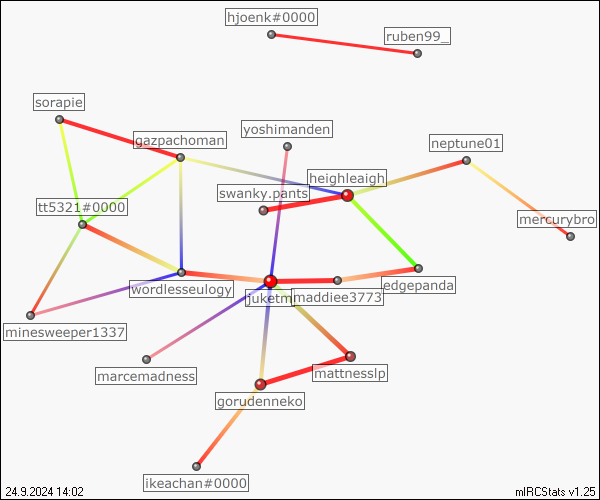 hjoenk#0000
ruben99_
sorapie
yoshimanden
gazpachoman
neptune01
heighleaigh
swanky.pants
tt5321#0000
mercurybro
wordlesseulogy
edgepanda
juketm
maddiee3773
minesweeper1337
marcemadness
mattnesslp
gorudenneko
ikeachan#0000
24.9.2024 14:02
mIRCStats v1.25